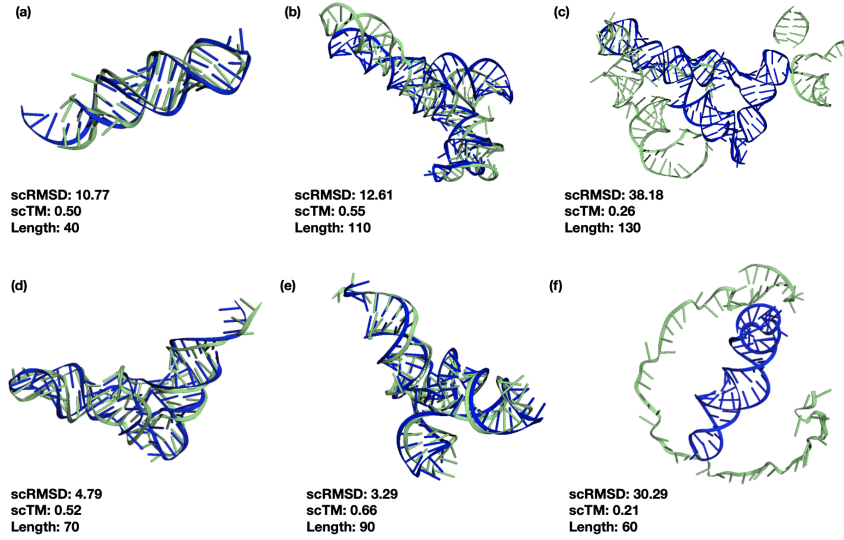 (a)
(b)
(c)
scRMSD: 10.77
scTM: 0.50
Length: 40
scRMSD: 12.61
scTM: 0.55
Length: 110
scRMSD: 38.18
scTM: 0.26
Length: 130
(d)
(e)
(f)
scRMSD: 4.79
scTM: 0.52
Length: 70
scRMSD: 3.29
scTM: 0.66
Length: 90
scRMSD: 30.29
scTM: 0.21
Length: 60